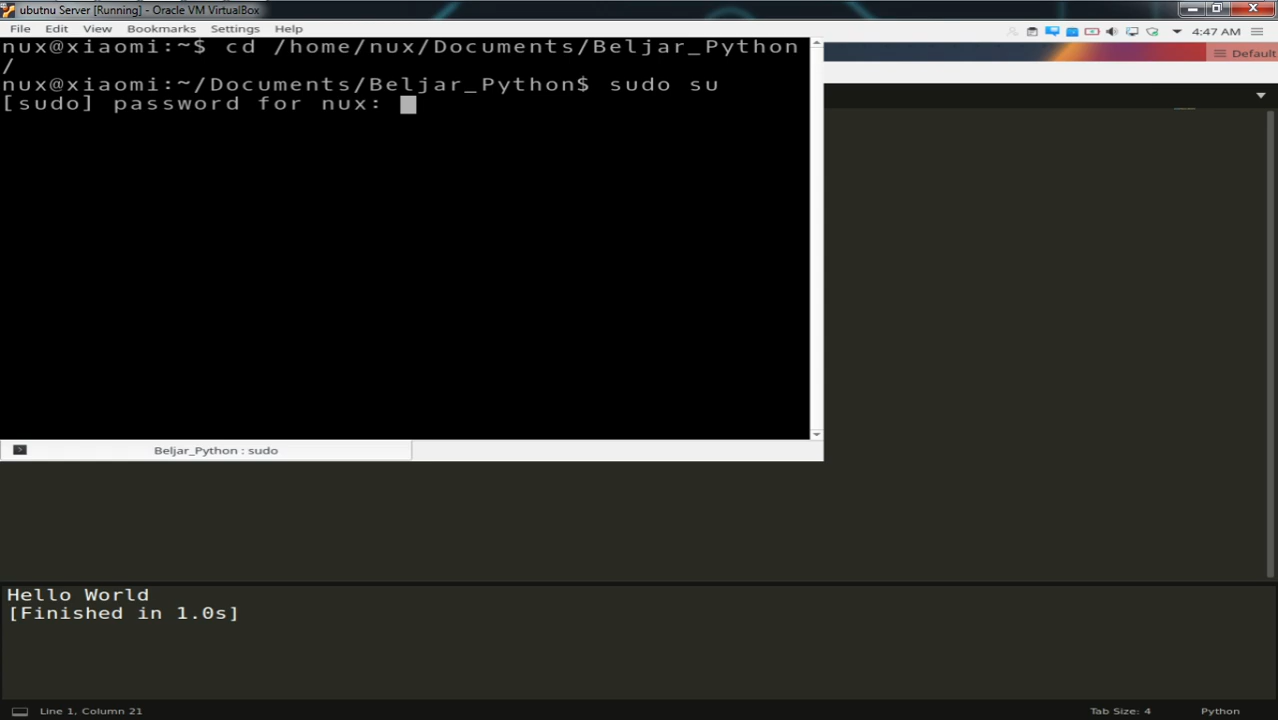 ubutnu Server [Running] - Oracle VM VirtualBox
File Edit View Bookmarks Settings Help
4:47 AM
nux@xiaomi:~$ cd /home/nux/Documents/Beljar_Python
/
Default
nux@xiaomi:~/Documents/Beljar_Python$ sudo su
[sudo] password for nux:
Beljar_Python : sudo
Hello World
[Finished in 1.0s]
Line 1, Column 21
Tab Size: 4
Python